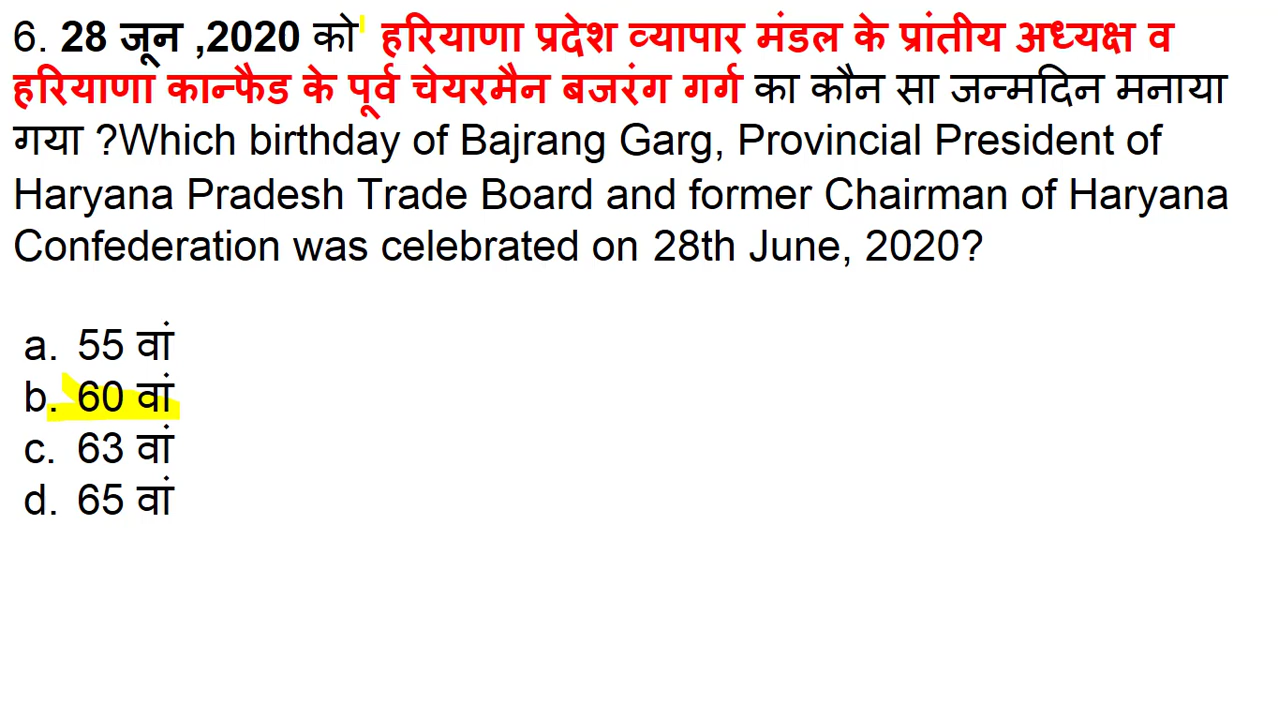 6. 28 जून ,2020 को हरियाणा प्रदेश व्यापार मंडल के प्रांतीय अध्यक्ष व
हरियाणा कान्फैड के पूर्व चेयरमैन बजरंग गर्ग का कौन सा जन्मदिन मनाया
गया ?Which birthday of Bajrang Garg, Provincial President of
Haryana Pradesh Trade Board and former Chairman of Haryana
Confederation was celebrated on 28th June, 2020?
a. 55 वां
b. 60 वां
c. 63 वां
d. 65 वां